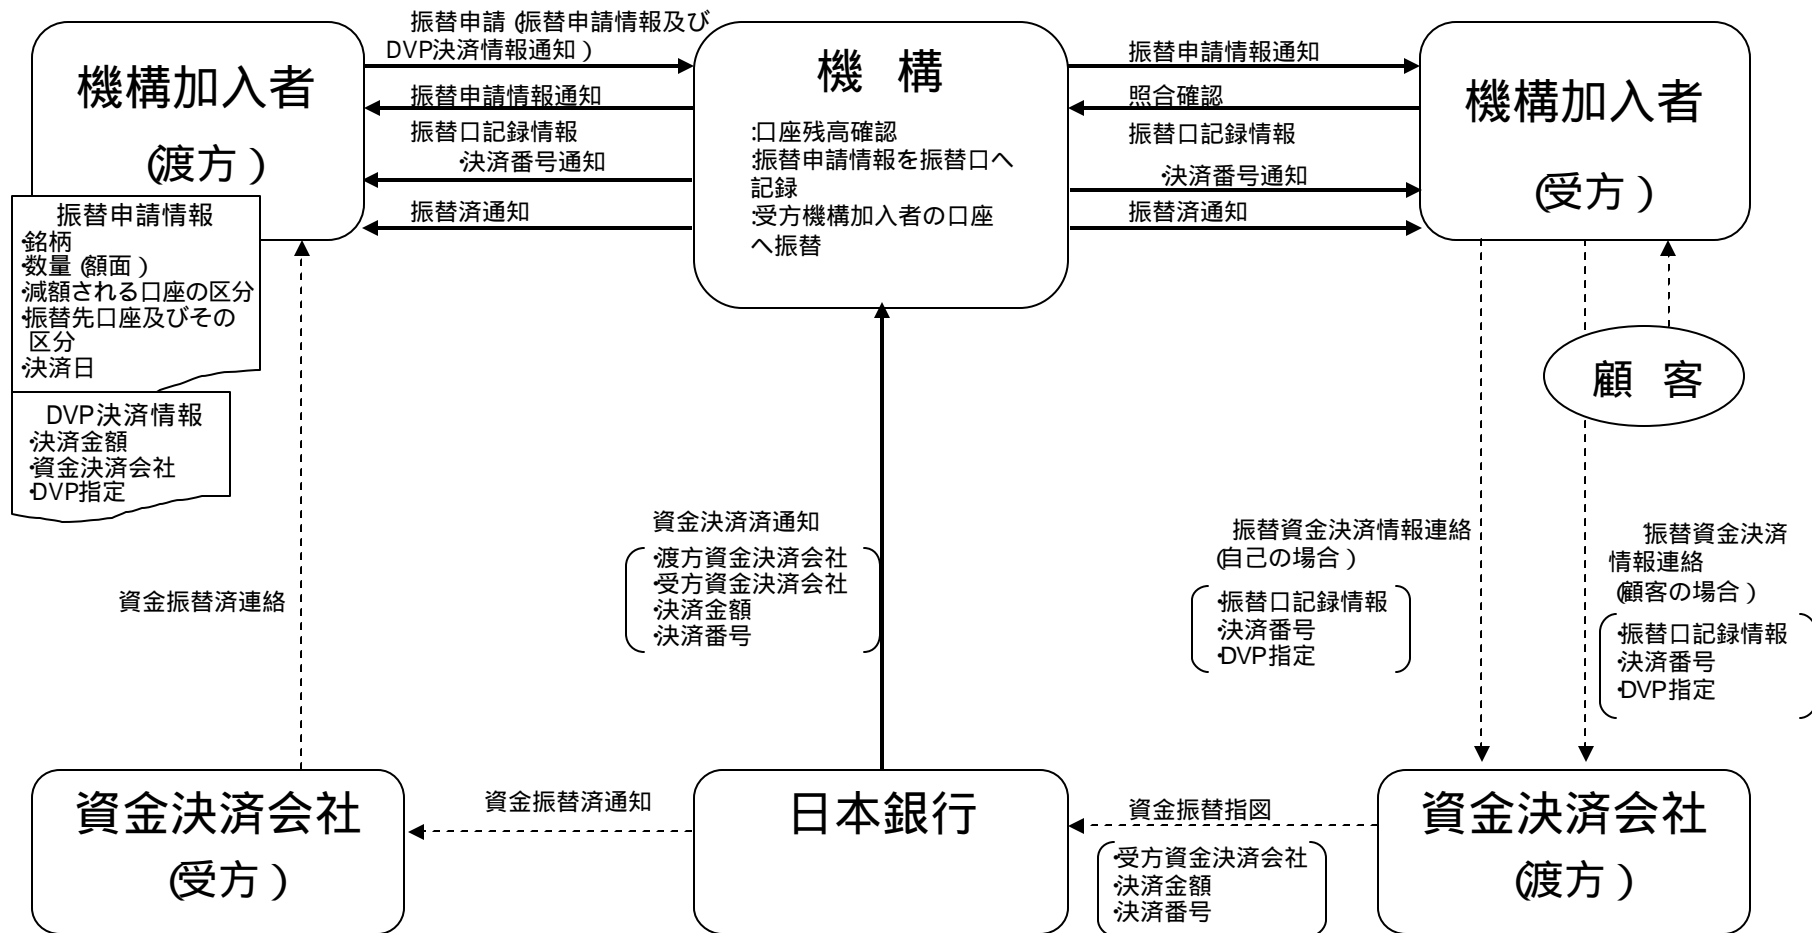 振替申請（振替申請情報及び
DVP決済情報通知）
振替申請情報通知
振替口記録情報
・決済番号通知
振替済通知
機構加入者
（渡方）
機　構
:口座残高確認
:振替申請情報を振替口へ
記録
:受方機構加入者の口座
へ振替
振替申請情報通知
照合確認
振替口記録情報
・決済番号通知
振替済通知
機構加入者
（受方）
振替申請情報
・銘柄
・数量（額面）
・減額される口座の区分
・振替先口座及びその
区分
・決済日
DVP決済情報
・決済金額
・資金決済会社
・DVP指定
顧　客
資金振替済連絡
資金決済済通知
・渡方資金決済会社
・受方資金決済会社
・決済金額
・決済番号
振替資金決済情報連絡
（自己の場合）
・振替口記録情報
・決済番号
・DVP指定
振替資金決済
情報連絡
（顧客の場合）
・振替口記録情報
・決済番号
・DVP指定
資金決済会社
（受方）
資金振替済通知
日本銀行
資金振替指図
・受方資金決済会社
・決済金額
・決済番号
資金決済会社
（渡方）